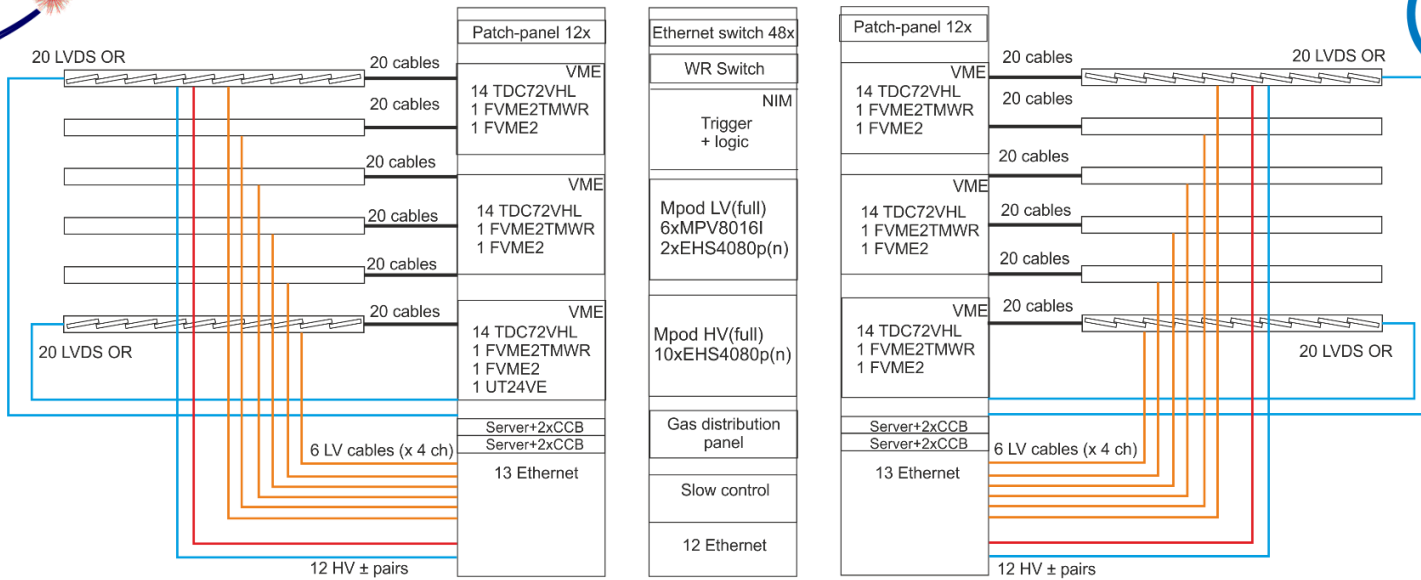 20 LVDS OR
20 cables
20 cables
20 cables
20 cables
20 cables
20 cables
20 LVDS OR
6 LV cables (x 4 ch)
12 HV ± pairs
Patch-panel 12x
VME
14 TDC72VHL
1 FVME2TMWR
1 FVME2
VME
14 TDC72VHL
1 FVME2TMWR
1 FVME2
VME
14 TDC72VHL
1 FVME2TMWR
1 FVME2
1 UT24VE
Server+2xCCB
Server+2xCCB
13 Ethernet
Ethernet switch 48x
WR Switch
NIM
Trigger
+ logic
Mpod LV(full)
6xMPV8016I
2xEHS4080p(n)
Mpod HV(full)
10xEHS4080p(n)
Gas distribution
panel
Slow control
12 Ethernet
Patch-panel 12x
VME
14 TDC72VHL
1 FVME2TMWR
1 FVME2
VME
14 TDC72VHL
1 FVME2TMWR
1 FVME2
VME
14 TDC72VHL
1 FVME2TMWR
1 FVME2
Server+2xCCB
Server+2xCCB
13 Ethernet
20 cables
20 cables
20 cables
20 cables
20 cables
20 cables
20 LVDS OR
20 LVDS OR
6 LV cables (x 4 ch)
12 HV ± pairs